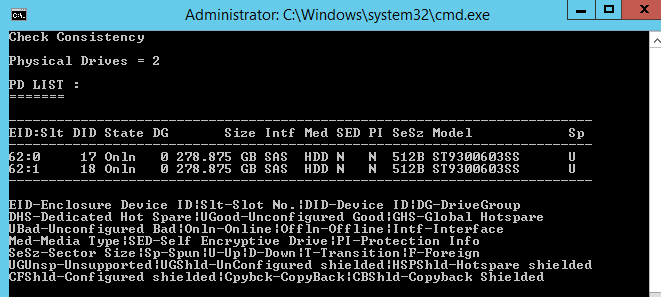 Administrator: C:\Windows\system32\cmd.exe
Check Consistency
Physical Drives = 2
PD LIST :
=======
---------------------------------------------------------------------
EID:Slt DID State DG       Size Intf Med SED PI SeSz Model            Sp
---------------------------------------------------------------------
62:0     17 Onln   0 278.875 GB SAS  HDD N   N  512B ST9300603SS      U
62:1     18 Onln   0 278.875 GB SAS  HDD N   N  512B ST9300603SS      U
---------------------------------------------------------------------
EID-Enclosure Device ID|Slt-Slot No.|DID-Device ID|DG-DriveGroup
DHS-Dedicated Hot Spare|UGood-Unconfigured Good|GHS-Global Hotspare
UBad-Unconfigured Bad|Onln-Online|Offln-Offline|Intf-Interface
Med-Media Type|SED-Self Encryptive Drive|PI-Protection Info
SeSz-Sector Size|Sp-Spun|U-Up|D-Down|T-Transition|F-Foreign
UGUnsp-Unsupported|UGShld-UnConfigured shielded|HSPShld-Hotspare shielded
CFShld-Configured shielded|Cpybck-CopyBack|CBShld-Copyback Shielded